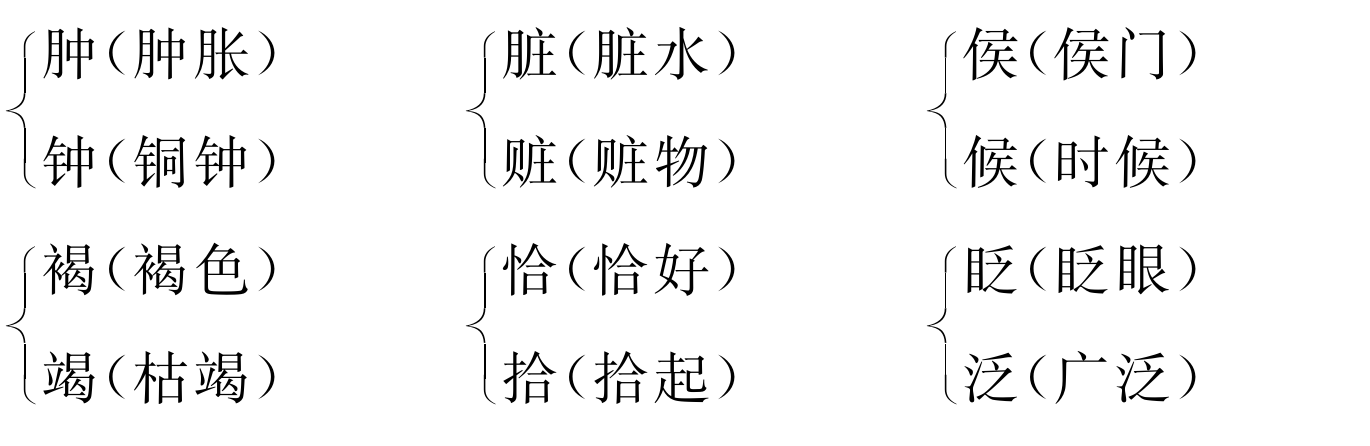 肿(肿胀) 脏(脏水) 侯(侯门)
钟(铜钟) 赃(赃物) 候(时候)
褐(褐色) 恰(恰好) 眨(眨眼)
竭(枯竭) 拾(拾起) 泛(广泛)